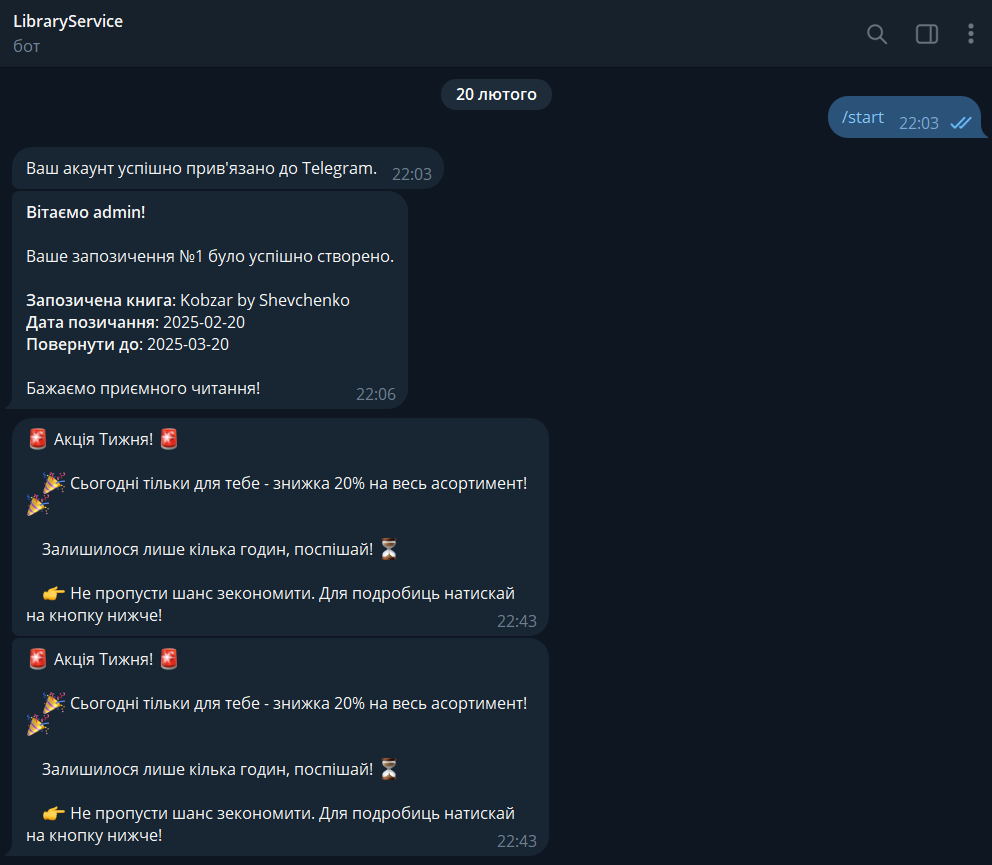 LibraryService
бот
20 лютого
/start 22:03
Ваш акаунт успішно прив'язано до Telegram. 22:03
Вітаємо admin!
Ваше запозичення №1 було успішно створено.
Запозичена книга: Kobzar by Shevchenko
Дата позичання: 2025-02-20
Повернути до: 2025-03-20
Бажаємо приємного читання! 22:06
🚨 Акція Тижня! 🚨
🎉 Сьогодні тільки для тебе - знижка 20% на весь асортимент!
🎉
Залишилося лише кілька годин, поспішай! ⏳
👉 Не пропусти шанс зекономити. Для подробиць натискай
на кнопку нижче! 22:43
🚨 Акція Тижня! 🚨
🎉 Сьогодні тільки для тебе - знижка 20% на весь асортимент!
🎉
Залишилося лише кілька годин, поспішай! ⏳
👉 Не пропусти шанс зекономити. Для подробиць натискай
на кнопку нижче! 22:43